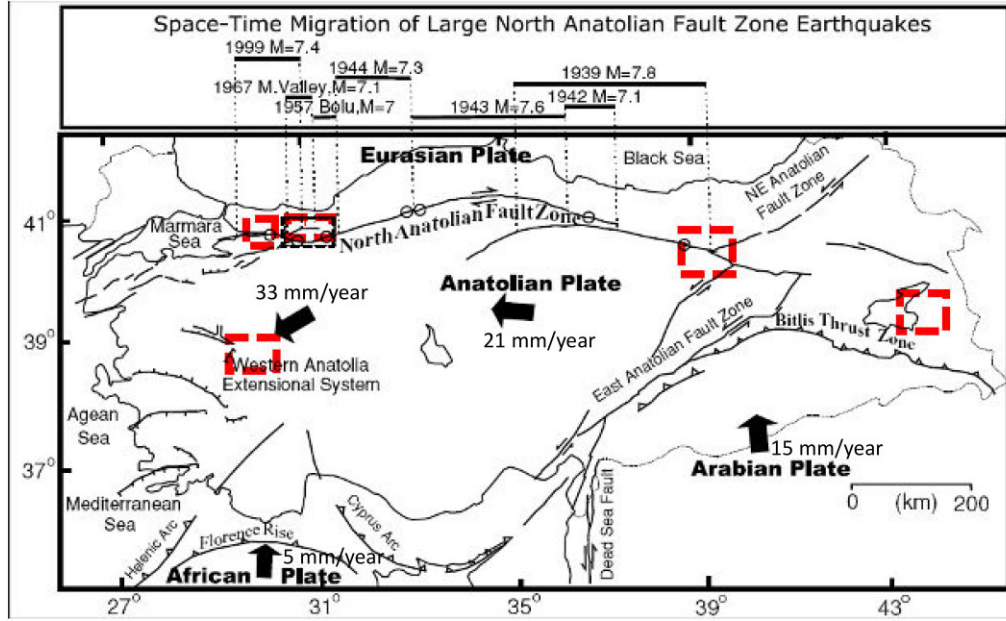 Space-Time Migration of Large North Anatolian Fault Zone Earthquakes
1999 M=7.4
1944 M=7.3
1939 M=7.8
1967 M.Valley,M=7.1
1957 Bolu,M=7
1943 M=7.6
1942 M=7.1
Eurasian Plate
Black Sea
NE Anatolian
Fault Zone
41°
Marmara
Sea
North Anatolian Fault Zone
33 mm/year
Anatolian Plate
21 mm/year
39°
Western Anatolia
Extensional System
East Anatolian Fault Zone
Bitlis Thrust Zone
Agean
Sea
15 mm/year
Arabian Plate
37°
Mediterranean
Sea
0 (km) 200
Helenic Arc
Florence Rise
Cyprus Arc
Dead Sea Fault
5 mm/year
African Plate
27° 31° 35° 39° 43°